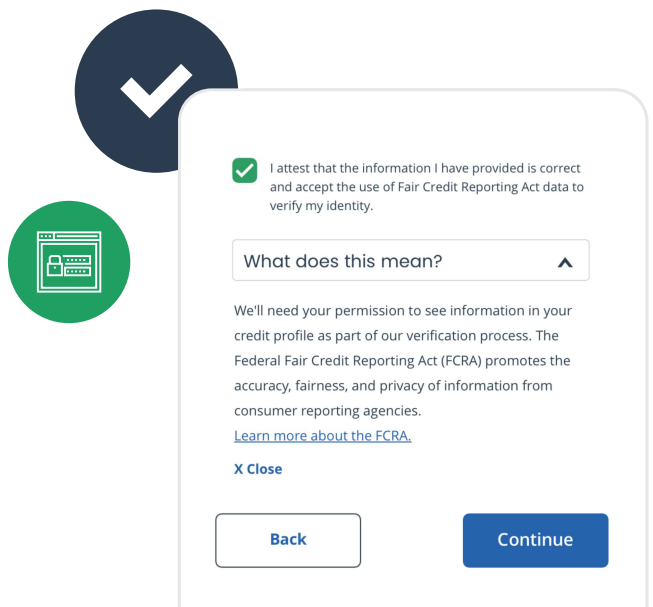 I attest that the information I have provided is correct
and accept the use of Fair Credit Reporting Act data to
verify my identity.
What does this mean?
We'll need your permission to see information in your
credit profile as part of our verification process. The
Federal Fair Credit Reporting Act (FCRA) promotes the
accuracy, fairness, and privacy of information from
consumer reporting agencies.
Learn more about the FCRA.
X Close
Back
Continue